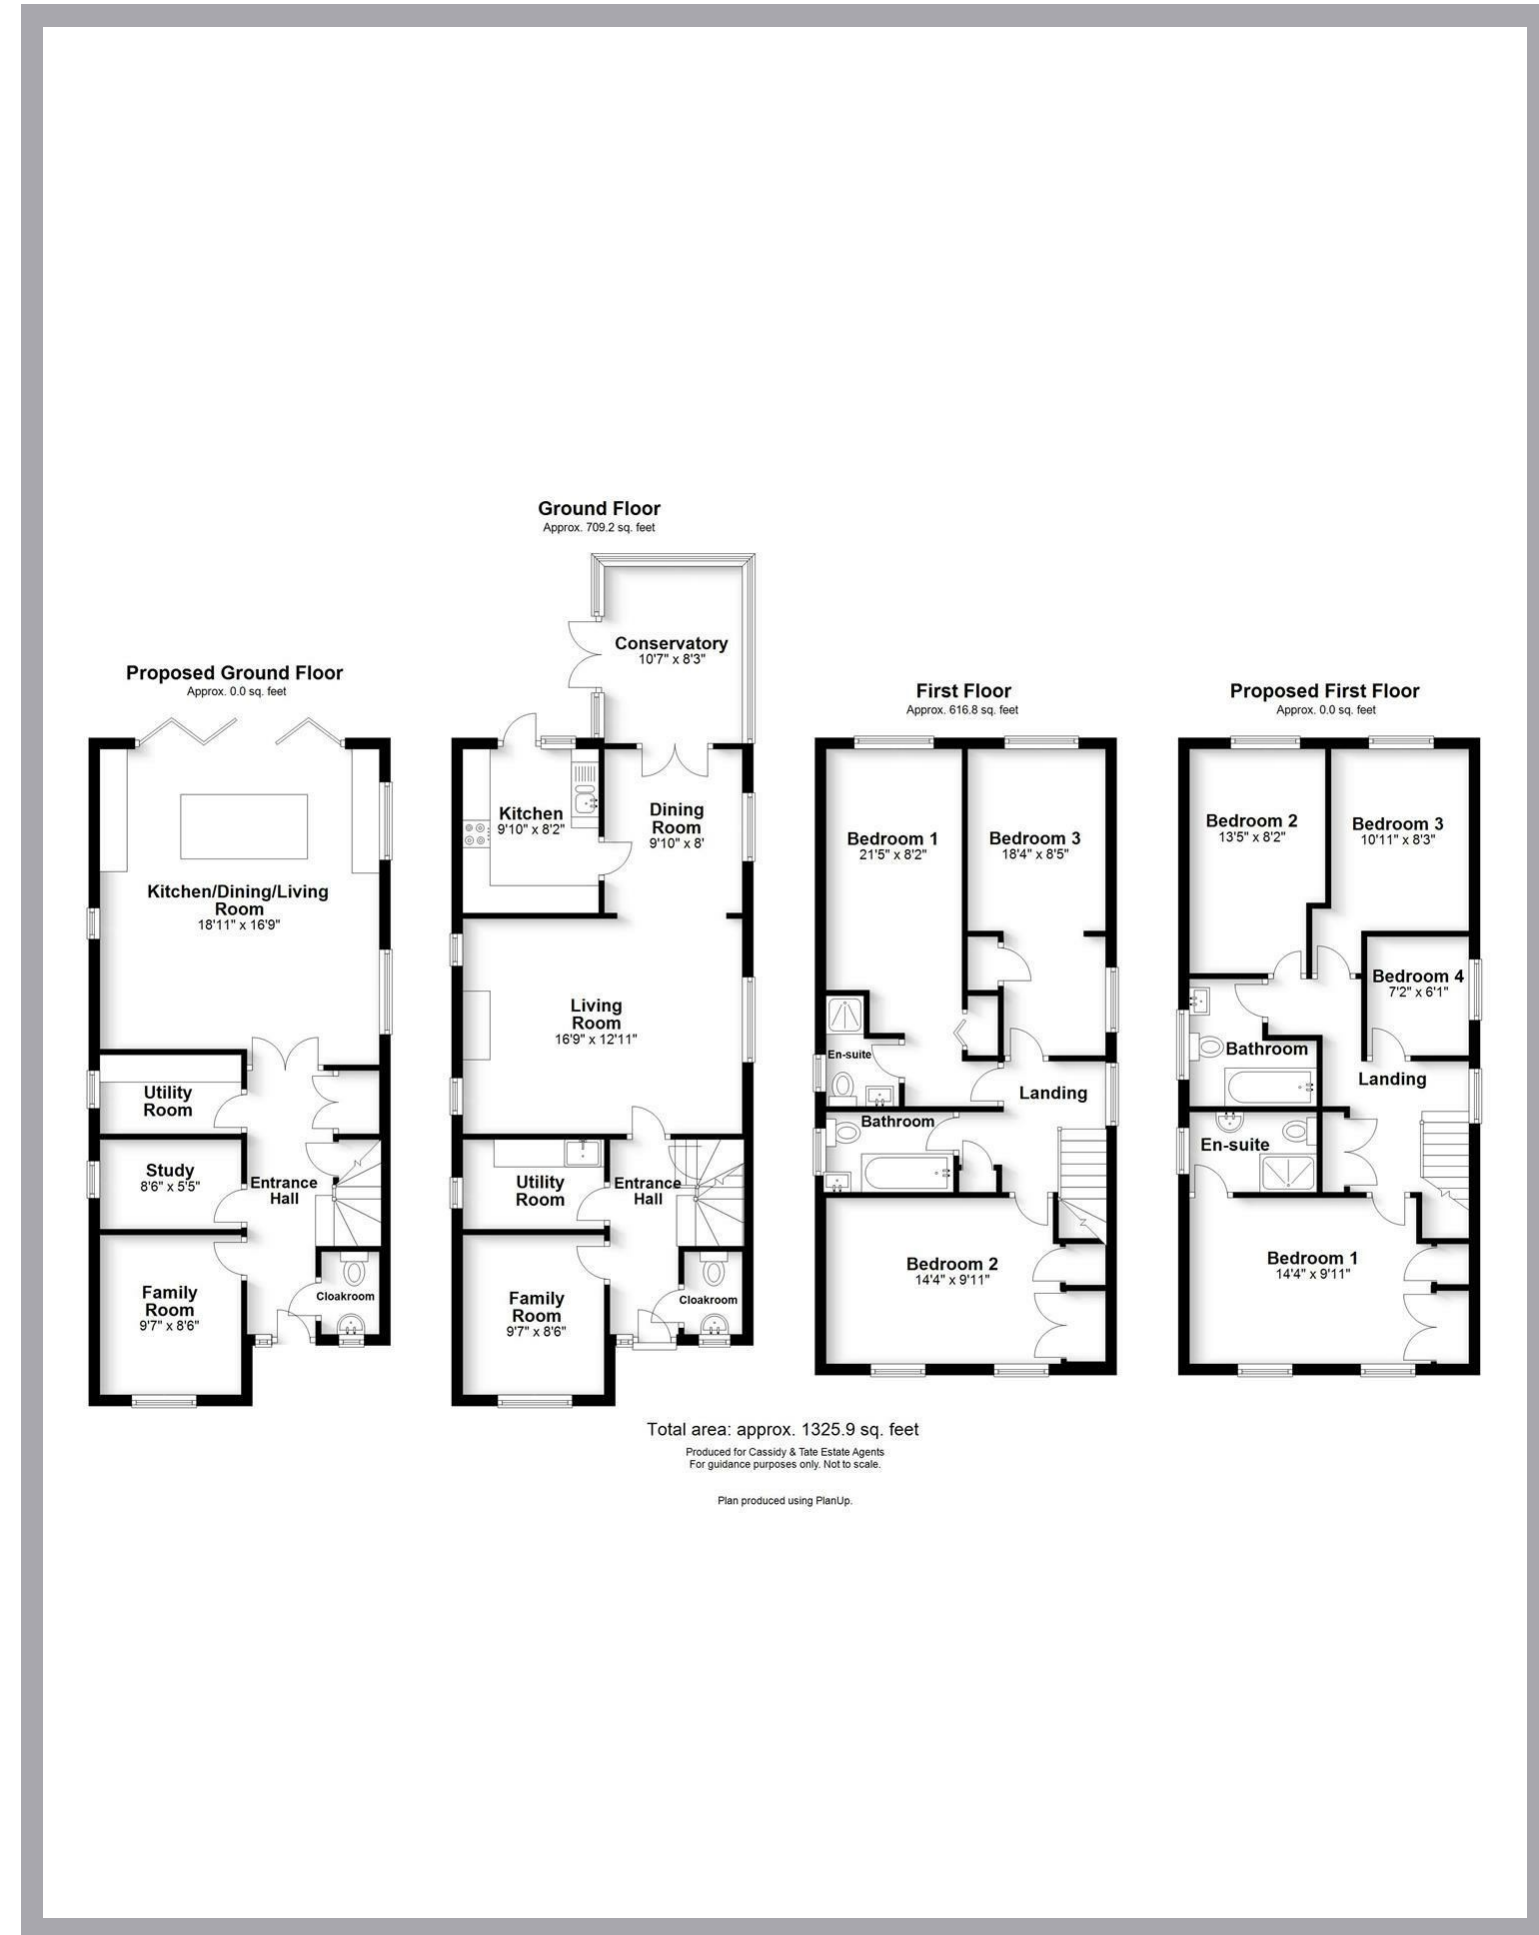 Ground Floor
Approx. 709.2 sq. feet
Conservatory
10'7" x 8'3"
Kitchen
9'10" x 8'2"
Dining
Room
9'10" x 8'
Living
Room
16'9" x 12'11"
Utility
Room
Entrance
Hall
Family
Room
9'7" x 8'6"
Cloakroom
Proposed Ground Floor
Approx. 0.0 sq. feet
Kitchen/Dining/Living
Room
18'11" x 16'9"
Utility
Room
Study
8'6" x 5'5"
Entrance
Hall
Family
Room
9'7" x 8'6"
Cloakroom
First Floor
Approx. 616.8 sq. feet
Bedroom 1
21'5" x 8'2"
Bedroom 3
18'4" x 8'5"
En-suite
Landing
Bathroom
Bedroom 2
14'4" x 9'11"
Proposed First Floor
Approx. 0.0 sq. feet
Bedroom 2
13'5" x 8'2"
Bedroom 3
10'11" x 8'3"
Bedroom 4
7'2" x 6'1"
Bathroom
Landing
En-suite
Bedroom 1
14'4" x 9'11"
Total area: approx. 1325.9 sq. feet
Produced for Cassidy & Tate Estate Agents
For guidance purposes only. Not to scale.
Plan produced using PlanUp.